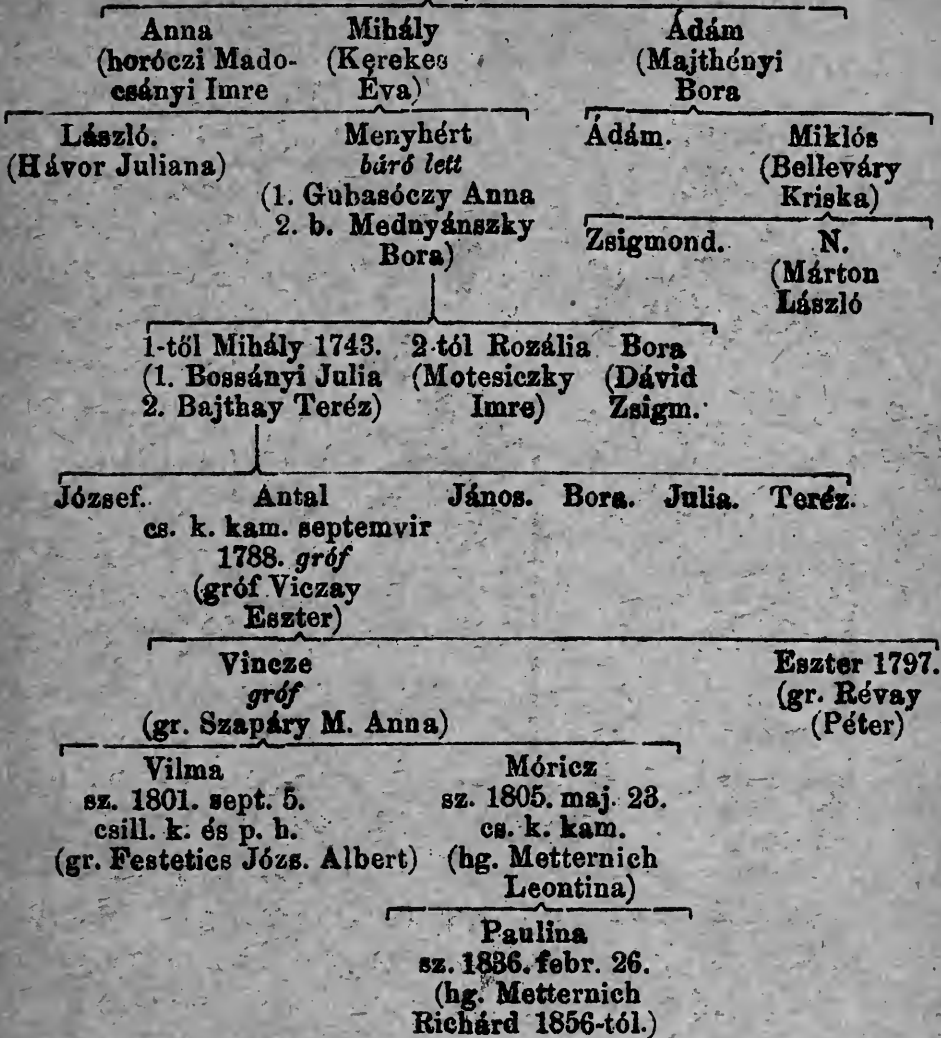 Anna Mihály Ádám
(horóczi Mado- (Kerekes (Majthényi
csányi Imre Éva) Bora
László. Menyhért Ádám. Miklós
(Hávor Juliana) báró lett (Belleváry
(1. Gubasóczy Anna Kriska)
2. b. Mednyánszky Zsigmond. N.
Bora) (Márton
László
1-től Mihály 1743. 2-tól Rozália Bora
(1. Bossányi Julia (Motesiczky (Dávid
2. Bajthay Teréz) Imre) Zsigm.
József. Antal János. Bora. Julia. Teréz.
cs. k. kam. septemvir
1788. gróf
(gróf Viczay
Eszter)
Vincze Eszter 1797.
gróf (gr. Révay
(gr. Szapáry M. Anna) (Péter)
Vilma Móricz
sz. 1801. sept. 5. sz. 1805. maj. 23.
csill. k. és p. h. cs. k. kam.
(gr. Festetics Józs. Albert) (hg. Metternich
Leontina)
Paulina
sz. 1836. febr. 26.
(hg. Metternich
Richárd 1856-tól.)